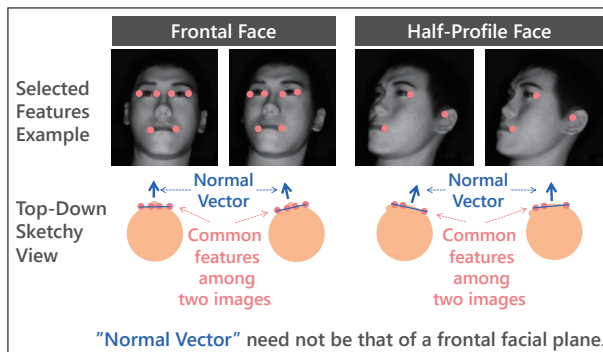 Frontal Face
Half-Profile Face
Selected
Features
Example
Normal
Vector
Normal
Vector
Top-Down
Sketchy
View
Common
features
among
two images
Common
features
among
two images
”Normal Vector” need not be that of a frontal facial plane.